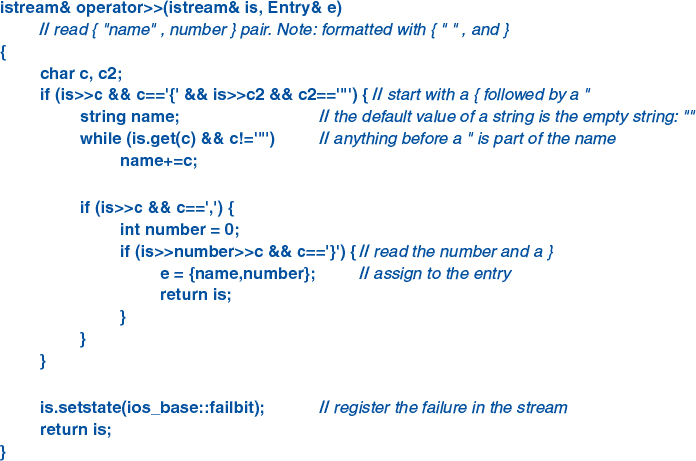 istream& operator>>(istream& is, Entry& e)
// read { "name" , number } pair. Note: formatted with { " " , and }
{
char c, c2;
if (is>>c && c=='{' && is>>c2 && c2=='"') { // start with a { followed by a "
string name; // the default value of a string is the empty string: ""
while (is.get(c) && c!='"') // anything before a " is part of the name
name+=c;
if (is>>c && c==',') {
int number = 0;
if (is>>number>>c && c=='}') { // read the number and a }
e = {name,number}; // assign to the entry
return is;
}
}
}
is.setstate(ios_base::failbit); // register the failure in the stream
return is;
}